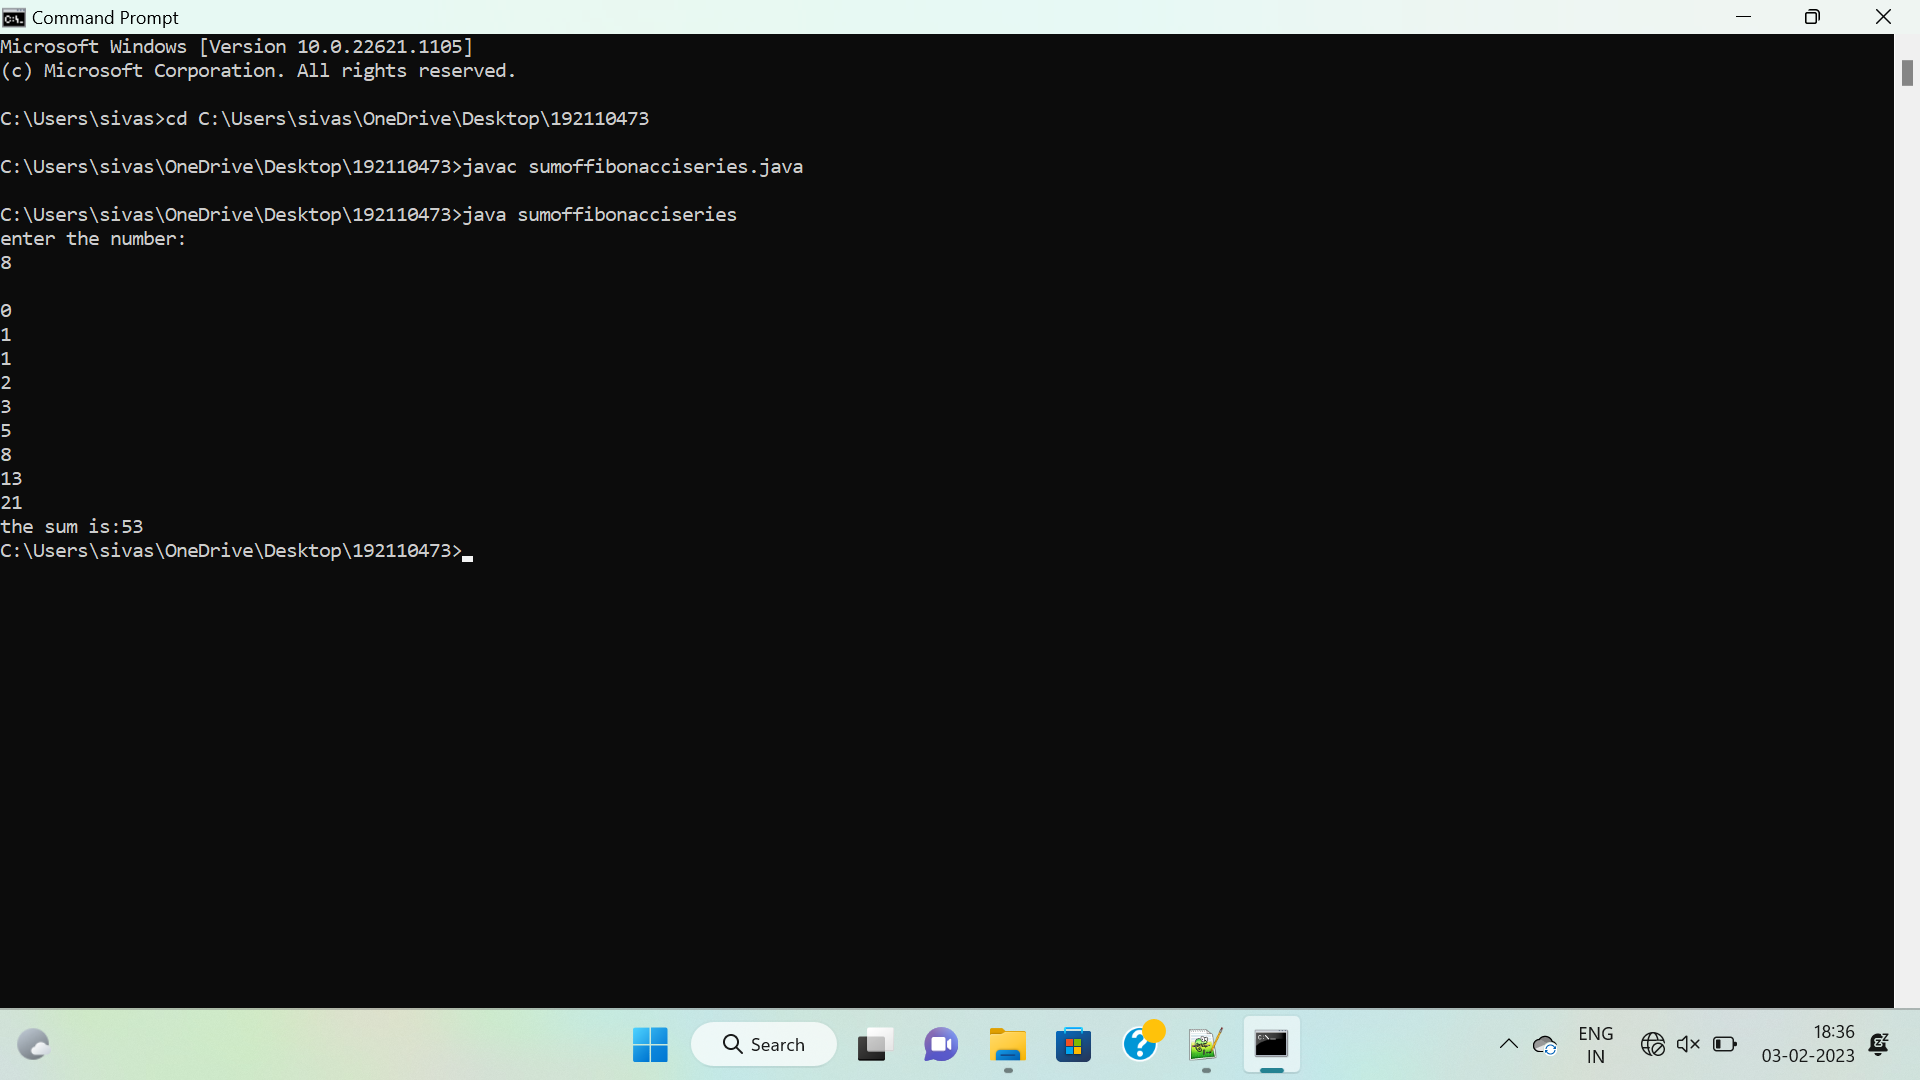 Command Prompt
Microsoft Windows [Version 10.0.22621.1105]
(c) Microsoft Corporation. All rights reserved.
C:\Users\sivas>cd C:\Users\sivas\OneDrive\Desktop\192110473
C:\Users\sivas\OneDrive\Desktop\192110473>javac sumoffibonacciseries.java
C:\Users\sivas\OneDrive\Desktop\192110473>java sumoffibonacciseries
enter the number:
8
0
1
1
2
3
5
8
13
21
the sum is:53
C:\Users\sivas\OneDrive\Desktop\192110473>
Search
ENG
IN
18:36
03-02-2023